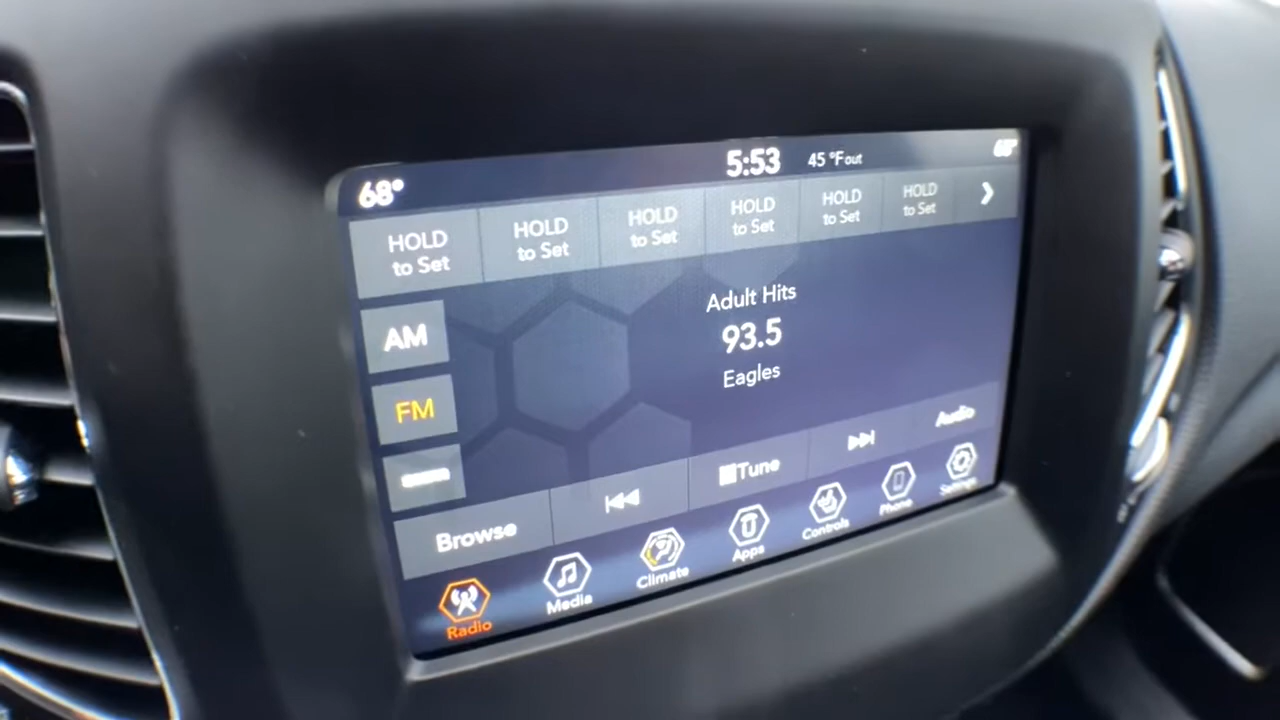 68° 5:53 45 °F out 68°
HOLD to Set HOLD to Set HOLD to Set HOLD to Set HOLD to Set HOLD to Set
AM
Adult Hits
93.5
FM
Eagles
Browse Tune Audio
Radio Media Climate Apps Controls Phone Settings